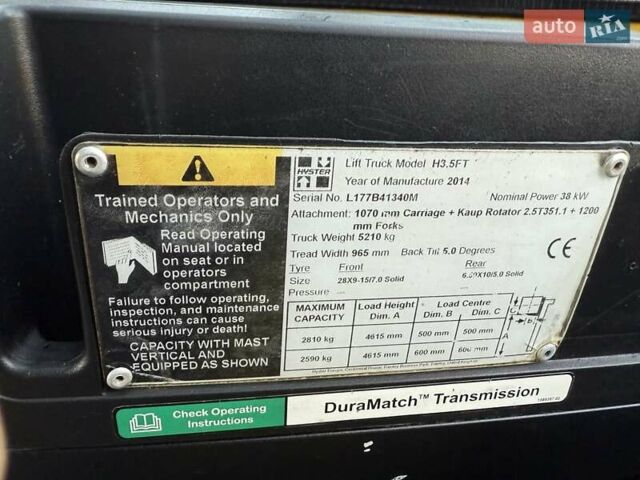 auto RIA
.com
HYSTER
Lift Truck Model H3.5FT
Year of Manufacture 2014
Serial No. L177B41340M Nominal Power 38 kW
Attachment: 1070 mm Carriage + Kaup Rotator 2.5T351.1 + 1200
mm Forks
Truck Weight 5210 kg
Tread Width 965 mm Back Tilt 5.0 Degrees
Tyre Front Rear
Size 28X9-15/7.0 Solid X10/5.0 Solid
Pressure -- --
MAXIMUM CAPACITY Load Height Dim. A Load Centre Dim. B Dim. C
2810 kg 4615 mm 500 mm 500 mm
2590 kg 4615 mm 600 mm 600 mm
C
B
A
CE
Trained Operators and
Mechanics Only
Read Operating
Manual located
on seat or in
operators
compartment
Failure to follow operating,
inspection, and maintenance
instructions can cause
serious injury or death!
CAPACITY WITH MAST
VERTICAL AND
EQUIPPED AS SHOWN
Check Operating
Instructions
DuraMatch™ Transmission